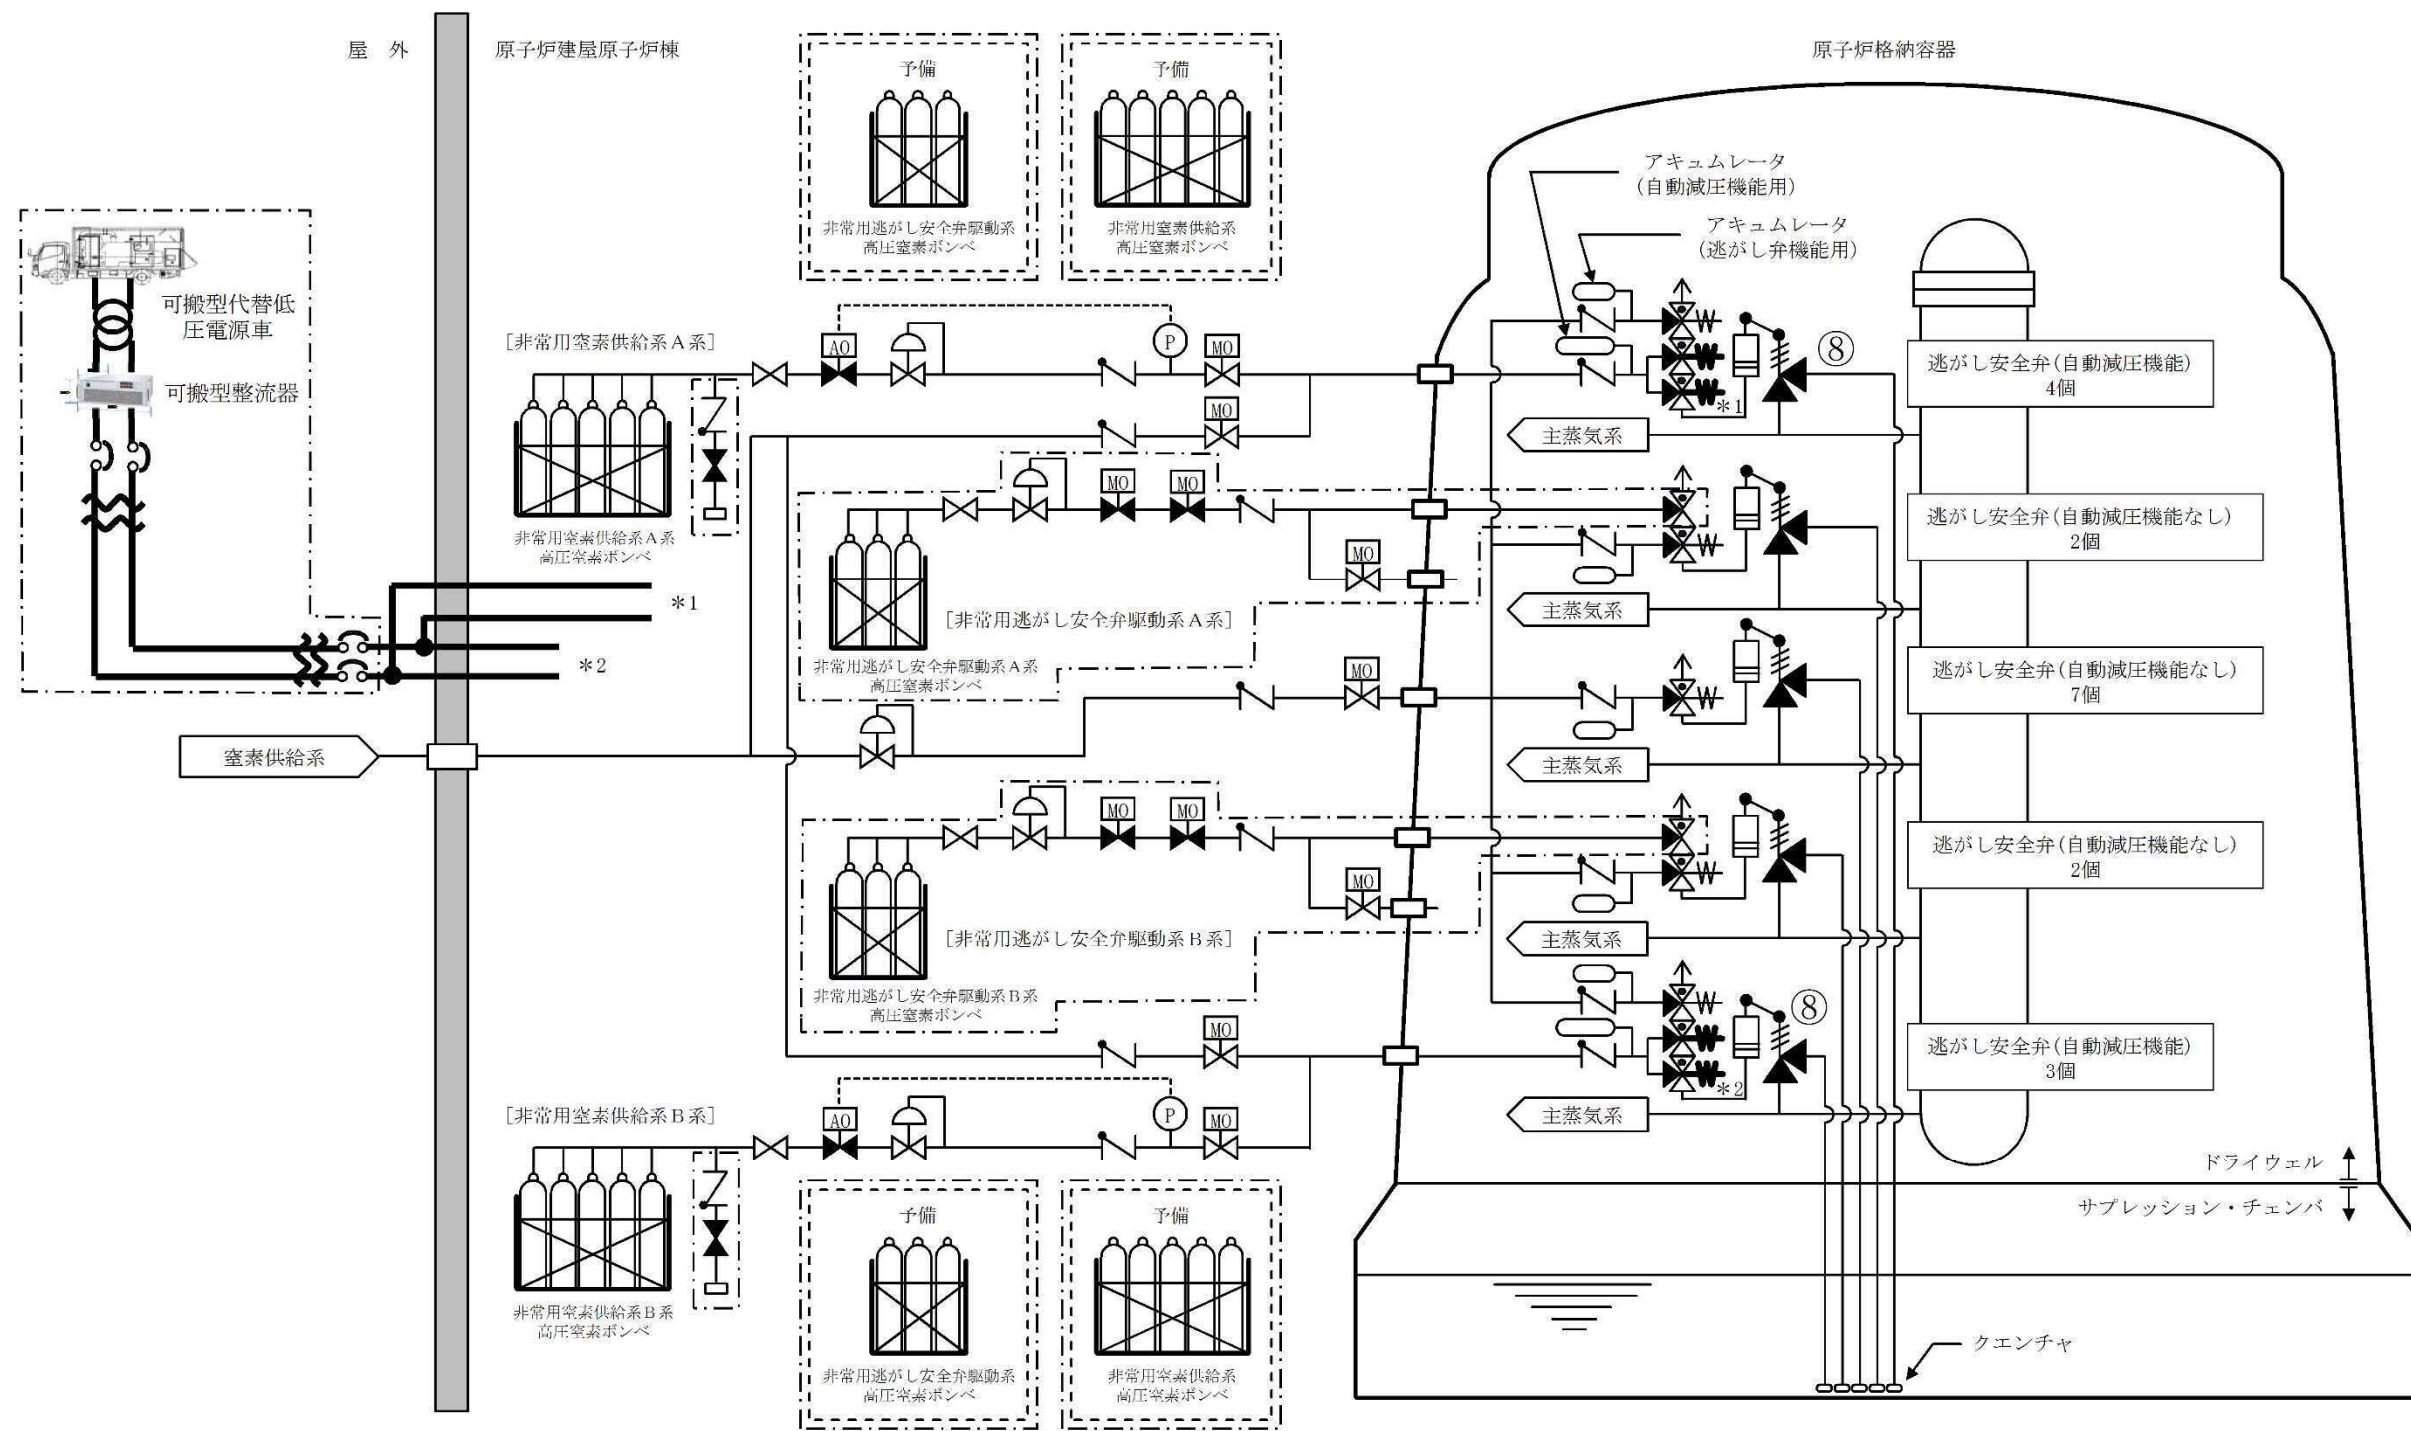 屋　外
原子炉建屋原子炉棟
原子炉格納容器
予備
非常用逃がし安全弁駆動系
高圧窒素ボンベ
予備
非常用窒素供給系
高圧窒素ボンベ
アキュムレータ
(自動減圧機能用)
アキュムレータ
(逃がし弁機能用)
可搬型代替低
圧電源車
可搬型整流器
[非常用窒素供給系A系]
AO
P
MO
MO
非常用窒素供給系A系
高圧窒素ボンベ
⑧
*1
逃がし安全弁(自動減圧機能)
4個
主蒸気系
MO
MO
MO
[非常用逃がし安全弁駆動系A系]
非常用逃がし安全弁駆動系A系
高圧窒素ボンベ
逃がし安全弁(自動減圧機能なし)
2個
主蒸気系
*1
*2
MO
逃がし安全弁(自動減圧機能なし)
7個
主蒸気系
窒素供給系
MO
MO
MO
[非常用逃がし安全弁駆動系B系]
非常用逃がし安全弁駆動系B系
高圧窒素ボンベ
逃がし安全弁(自動減圧機能なし)
2個
主蒸気系
MO
⑧
*2
逃がし安全弁(自動減圧機能)
3個
主蒸気系
[非常用窒素供給系B系]
AO
P
MO
非常用窒素供給系B系
高圧窒素ボンベ
予備
非常用逃がし安全弁駆動系
高圧窒素ボンベ
予備
非常用窒素供給系
高圧窒素ボンベ
ドライウェル
サプレッション・チェンバ
クエンチャ